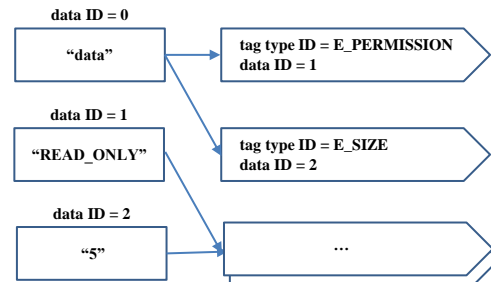 data ID = 0
“data”
tag type ID = E_PERMISSION
data ID = 1
data ID = 1
“READ_ONLY”
tag type ID = E_SIZE
data ID = 2
data ID = 2
“5”
…